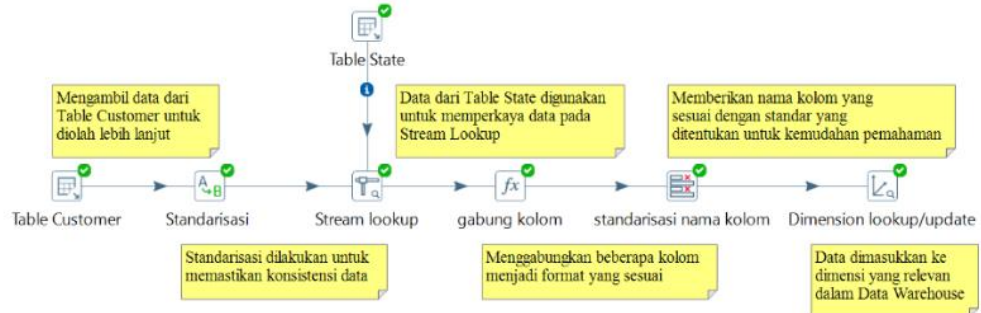 Table State
Mengambil data dari
Table Customer untuk
diolah lebih lanjut
Data dari Table State digunakan
untuk memperkaya data pada
Stream Lookup
Memberikan nama kolom yang
sesuai dengan standar yang
ditentukan untuk kemudahan pemahaman
A
B
fx
Table Customer
Standarisasi
Stream lookup
gabung kolom
standarisasi nama kolom
Dimension lookup/update
Standarisasi dilakukan untuk
memastikan konsistensi data
Menggabungkan beberapa kolom
menjadi format yang sesuai
Data dimasukkan ke
dimensi yang relevan
dalam Data Warehouse